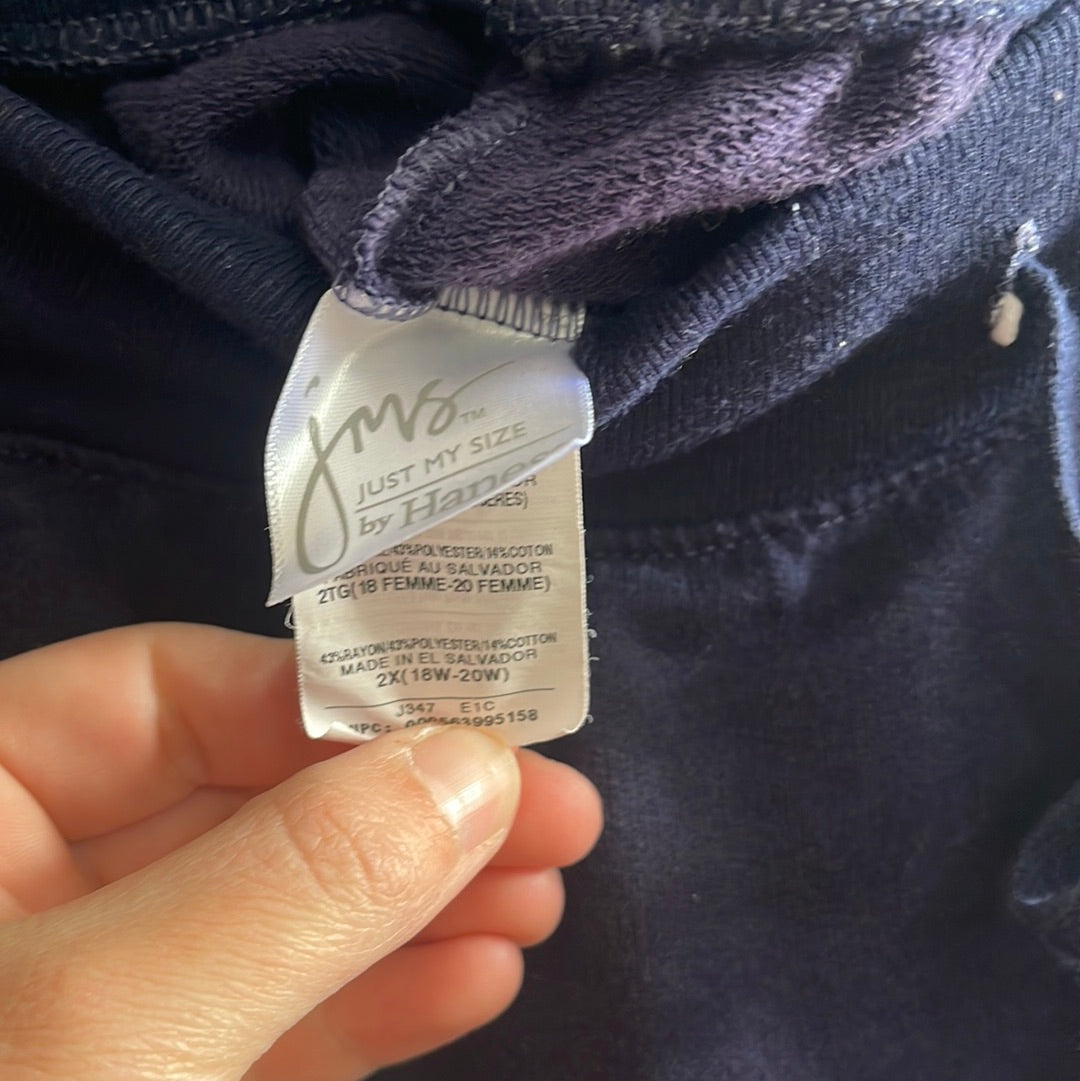 jms™
JUST MY SIZE
by Hanes
43%POLYESTER/14%COTON
FABRIQUÉ AU SALVADOR
2TG(18 FEMME-20 FEMME)
43%RAYON/43%POLYESTER/14%COTTON
MADE IN EL SALVADOR
2X(18W-20W)
J347 E1C